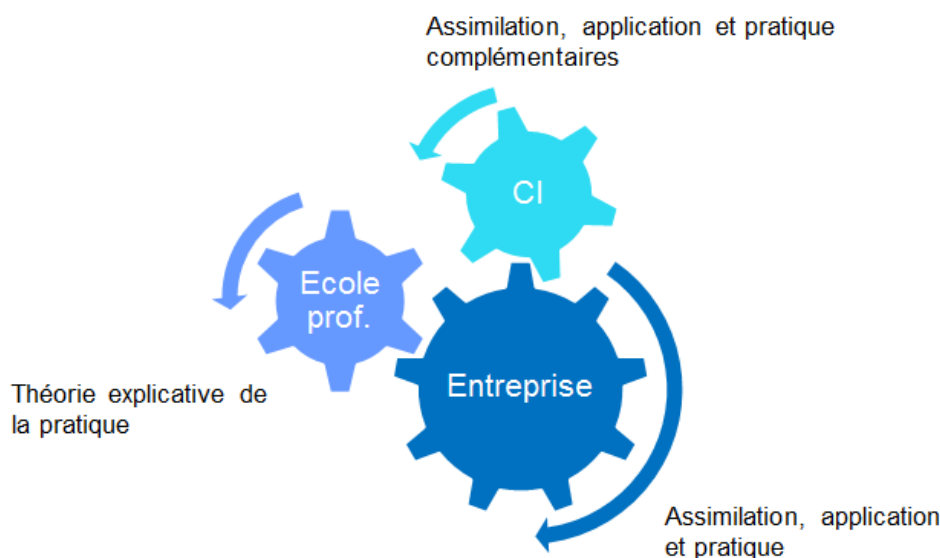 Assimilation, application et pratique
complémentaires
CI
Ecole
prof.
Entreprise
Théorie explicative de
la pratique
Assimilation, application
et pratique